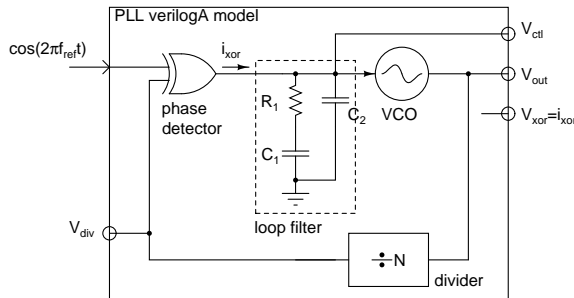 PLL verilogA model
cos(2πf_ref t)
i_xor
V_ctl
V_out
V_xor=i_xor
phase
detector
R_1
C_1
C_2
VCO
loop filter
V_div
÷N
divider